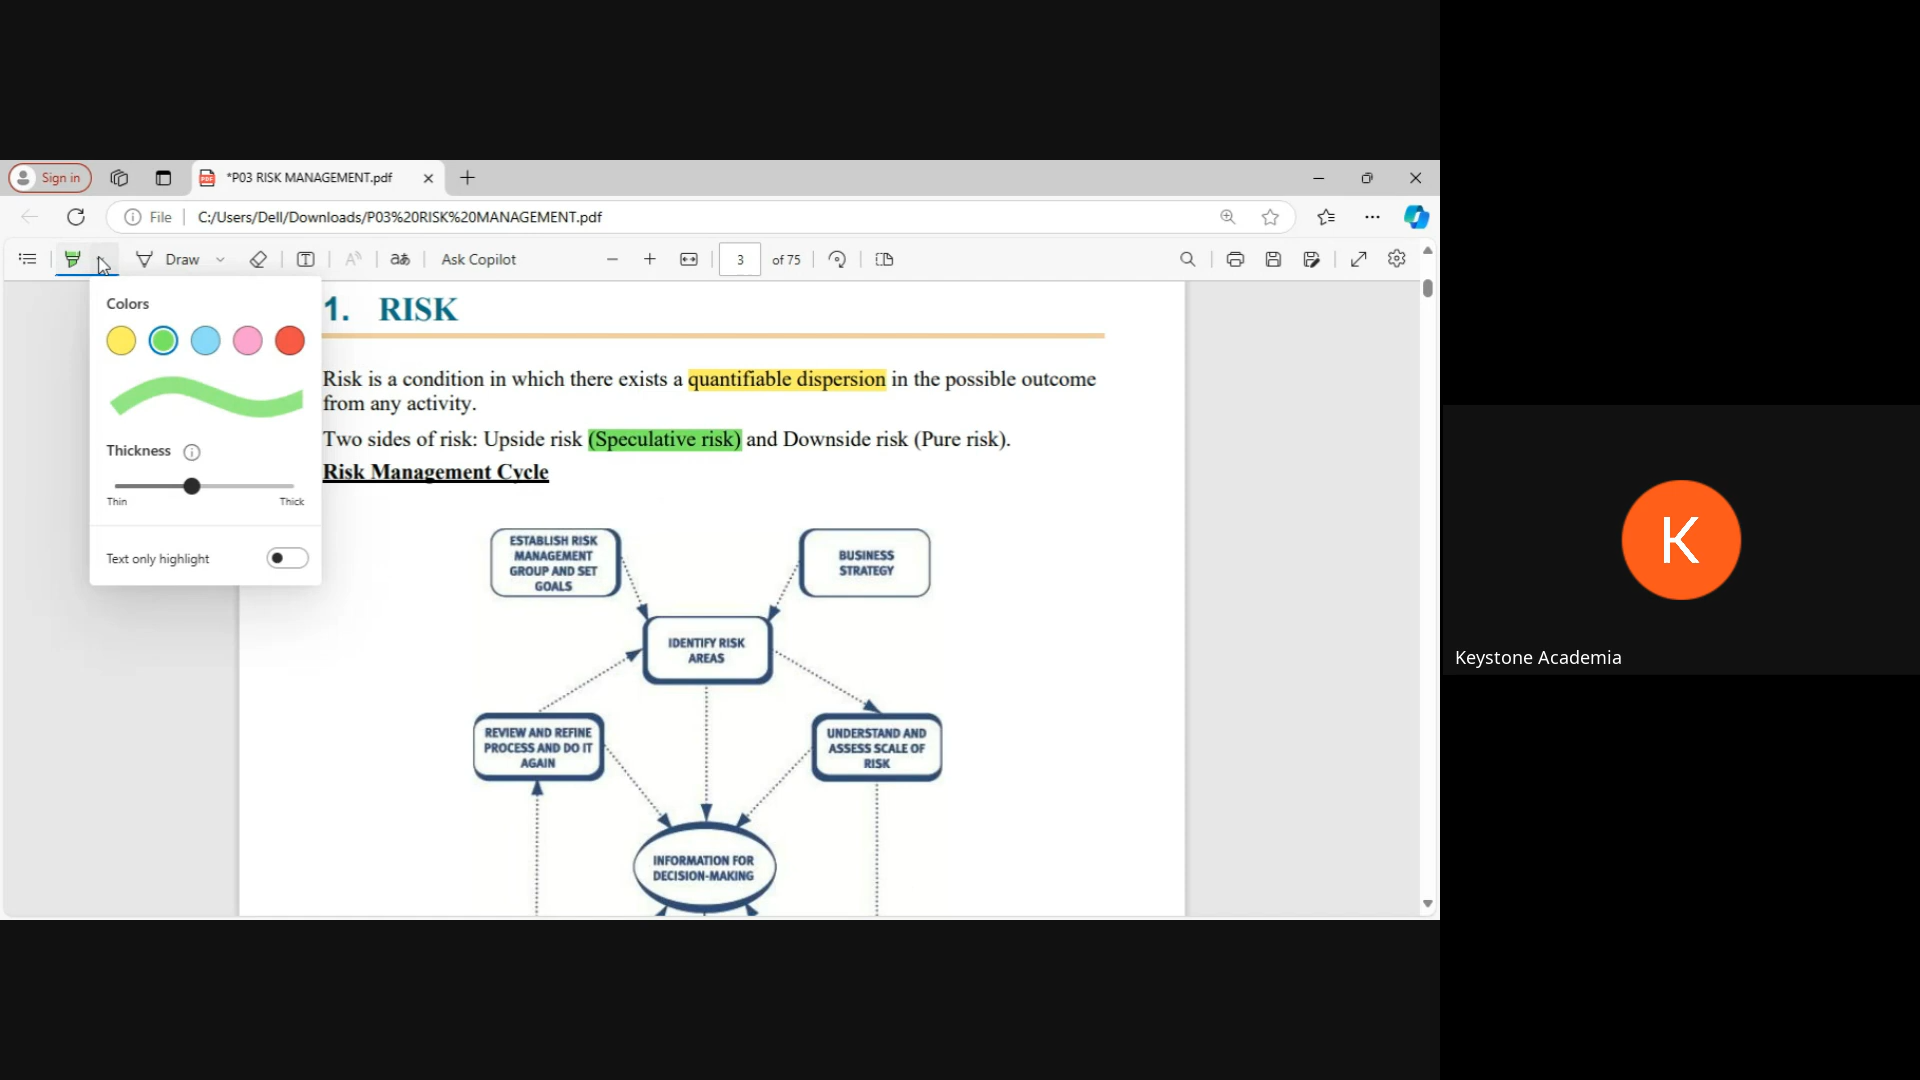 Sign in
*P03 RISK MANAGEMENT.pdf
File
C:/Users/Dell/Downloads/P03%20RISK%20MANAGEMENT.pdf
Draw
aあ
Ask Copilot
3 of 75
Colors
Thickness
Thin Thick
Text only highlight
1. RISK
Risk is a condition in which there exists a quantifiable dispersion in the possible outcome
from any activity.
Two sides of risk: Upside risk (Speculative risk) and Downside risk (Pure risk).
Risk Management Cycle
ESTABLISH RISK
MANAGEMENT
GROUP AND SET
GOALS
BUSINESS
STRATEGY
IDENTIFY RISK
AREAS
REVIEW AND REFINE
PROCESS AND DO IT
AGAIN
UNDERSTAND AND
ASSESS SCALE OF
RISK
INFORMATION FOR
DECISION-MAKING
K
Keystone Academia